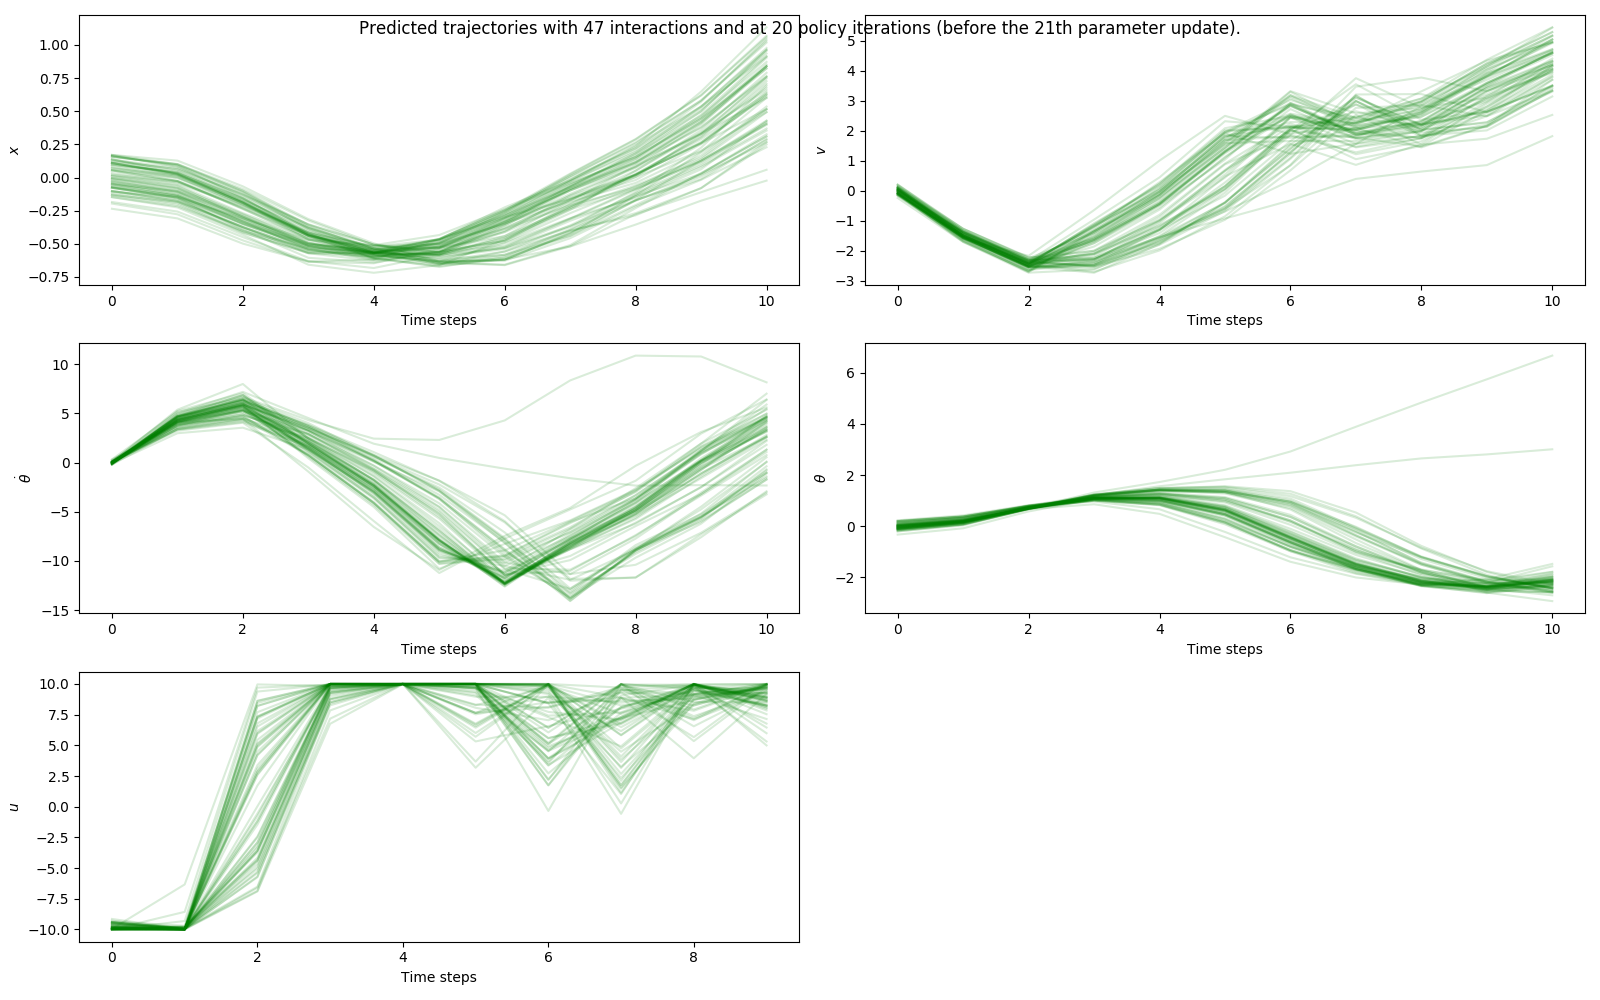 Predicted trajectories with 47 interactions and at 20 policy iterations (before the 21th parameter update).
1.00
0.75
0.50
0.25
0.00
−0.25
−0.50
−0.75
x
0 2 4 6 8 10
Time steps
5
4
3
2
1
0
−1
−2
−3
v
0 2 4 6 8 10
Time steps
10
5
0
−5
−10
−15
θ̇
0 2 4 6 8 10
Time steps
6
4
2
0
−2
θ
0 2 4 6 8 10
Time steps
10.0
7.5
5.0
2.5
0.0
−2.5
−5.0
−7.5
−10.0
u
0 2 4 6 8
Time steps